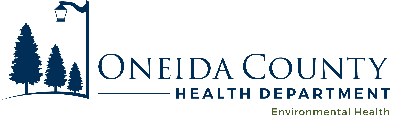 ONEIDA COUNTY
HEALTH DEPARTMENT
Environmental Health